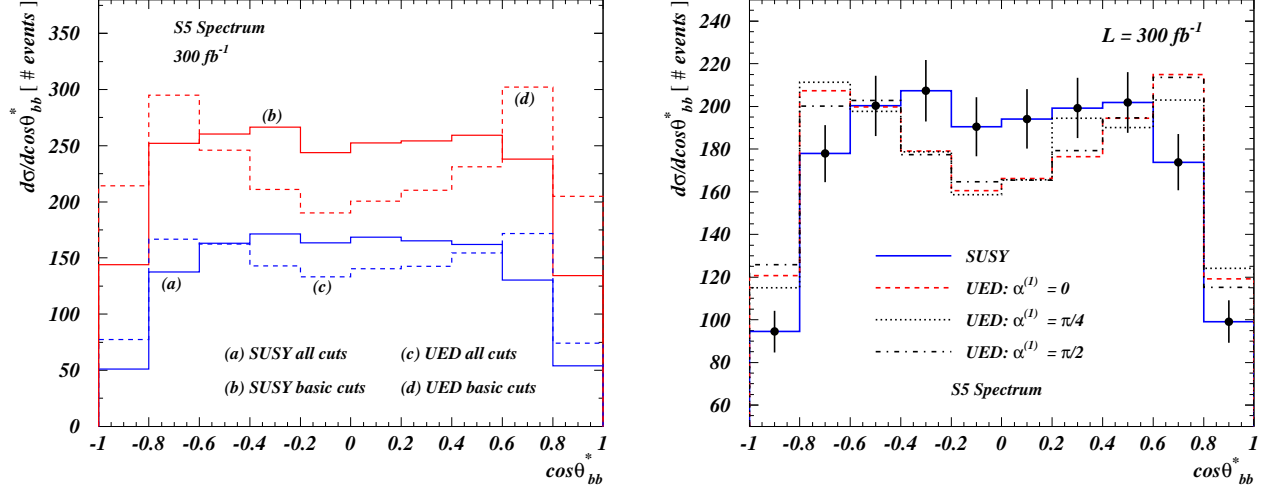 dσ/dcosθ*bb [ # events ]
350
300
250
200
150
100
50
0
S5 Spectrum
300 fb-1
(b)
(d)
(a)
(c)
(a) SUSY all cuts
(c) UED all cuts
(b) SUSY basic cuts
(d) UED basic cuts
-1 -0.8 -0.6 -0.4 -0.2 0 0.2 0.4 0.6 0.8 1
cosθ*bb
dσ/dcosθ*bb [ # events ]
240
220
200
180
160
140
120
100
80
60
L = 300 fb-1
SUSY
UED: α(1) = 0
UED: α(1) = π/4
UED: α(1) = π/2
S5 Spectrum
-1 -0.8 -0.6 -0.4 -0.2 0 0.2 0.4 0.6 0.8 1
cosθ*bb